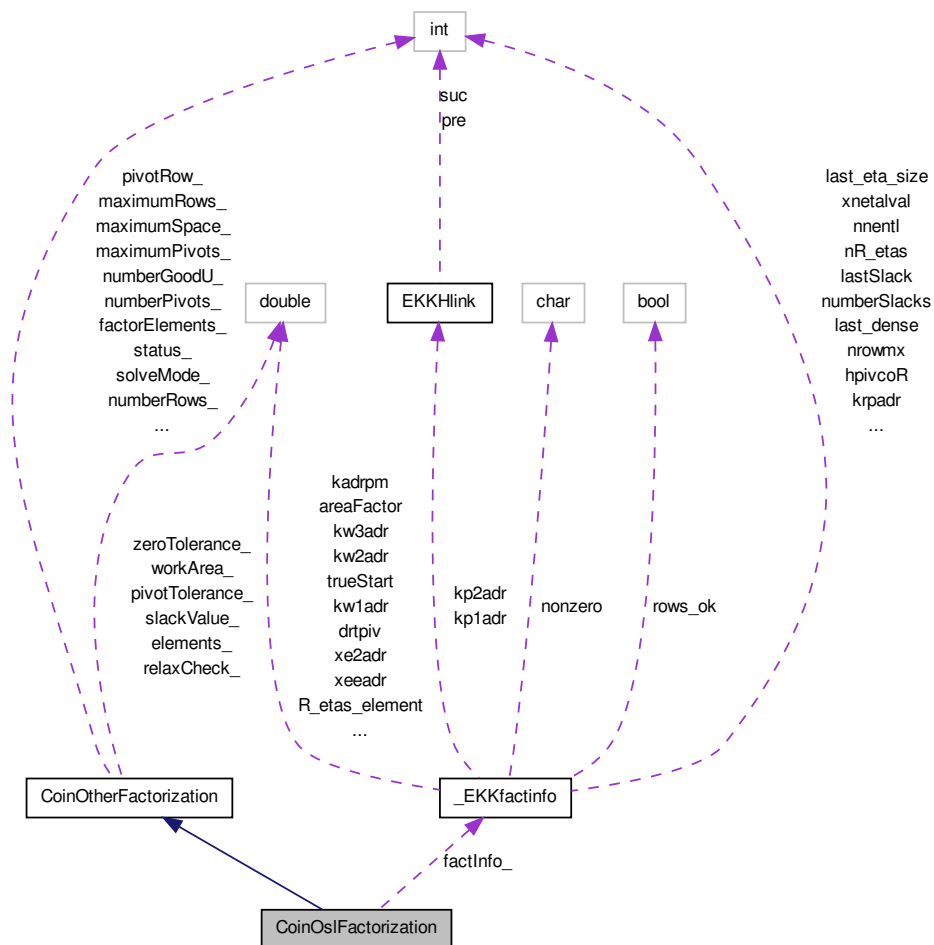 int
suc
pre
pivotRow_
maximumRows_
maximumSpace_
maximumPivots_
numberGoodU_
numberPivots_
factorElements_
status_
solveMode_
numberRows_
...
last_eta_size
xnetalval
nnentl
nR_etas
lastSlack
numberSlacks
last_dense
nrowmx
hpivcoR
krpadr
...
double
EKKHlink
char
bool
zeroTolerance_
workArea_
pivotTolerance_
slackValue_
elements_
relaxCheck_
kadrpm
areaFactor
kw3adr
kw2adr
trueStart
kw1adr
drtpiv
xe2adr
xeeadr
R_etas_element
...
kp2adr
kp1adr
nonzero
rows_ok
CoinOtherFactorization
_EKKfactinfo
factInfo_
CoinOslFactorization